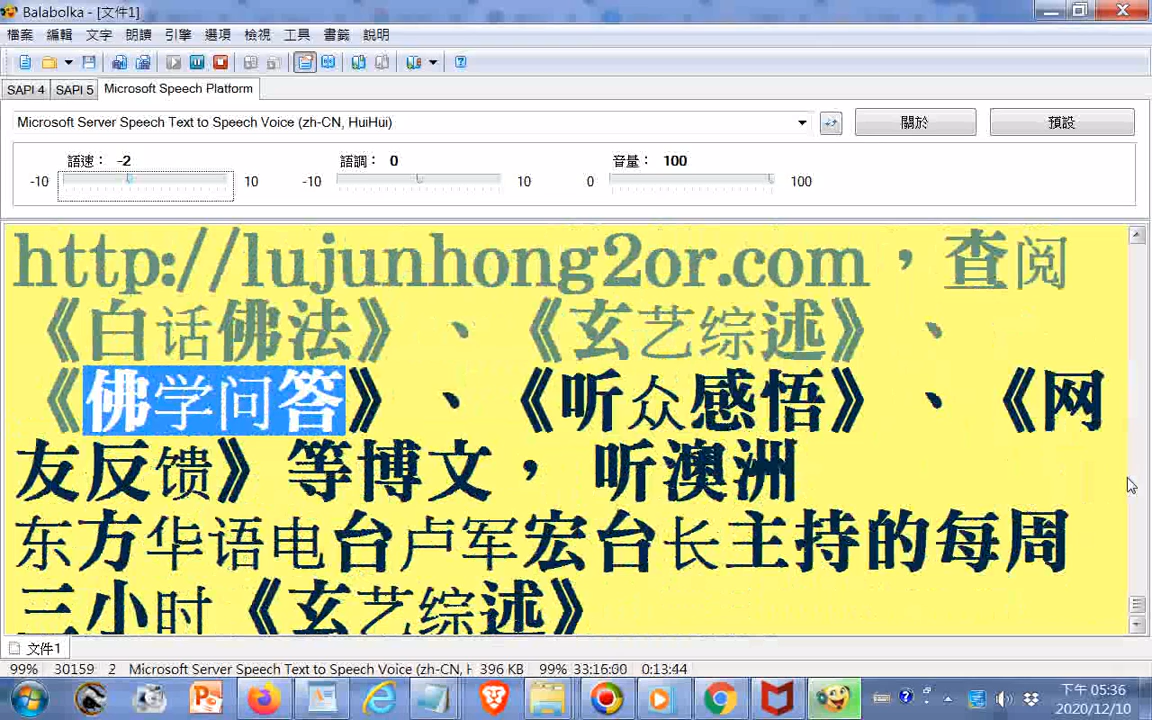 Balabolka - [文件1]
檔案 編輯 文字 朗讀 引擎 選項 檢視 工具 書籤 說明
SAPI 4 SAPI 5 Microsoft Speech Platform
Microsoft Server Speech Text to Speech Voice (zh-CN, HuiHui) 關於 預設
語速： -2 語調： 0 音量： 100
-10 10 -10 10 0 100
http://lujunhong2or.com，查阅
《白话佛法》、《玄艺综述》、
《佛学问答》、《听众感悟》、《网
友反馈》等博文， 听澳洲
东方华语电台卢军宏台长主持的每周
三小时《玄艺综述》
文件1
99% 30159 2 Microsoft Server Speech Text to Speech Voice (zh-CN, H 396 KB 99% 33:16:00 0:13:44
下午 05:36
2020/12/10